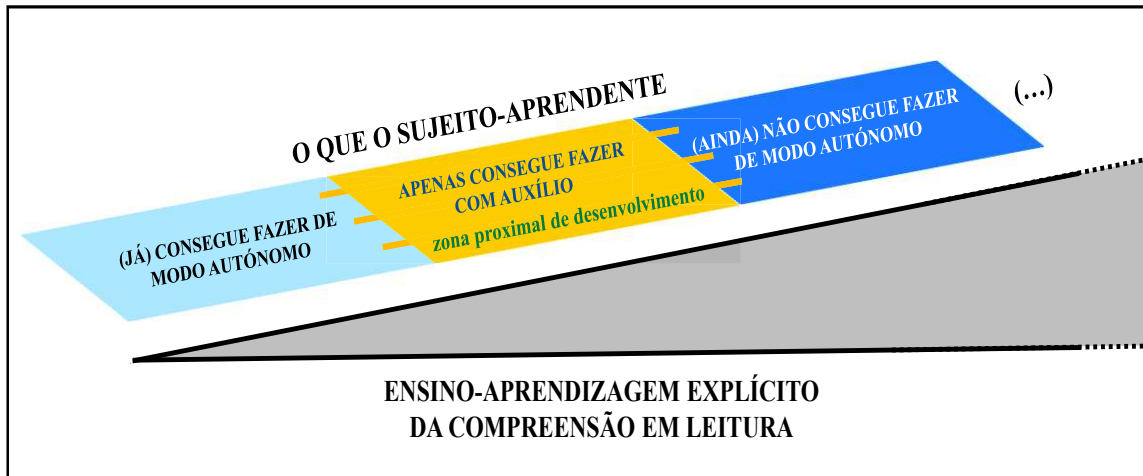 O QUE O SUJEITO-APRENDENTE
(JÁ) CONSEGUE FAZER DE
MODO AUTÓNOMO
APENAS CONSEGUE FAZER
COM AUXÍLIO
zona proximal de desenvolvimento
(AINDA) NÃO CONSEGUE FAZER
DE MODO AUTÓNOMO
(…)
ENSINO-APRENDIZAGEM EXPLÍCITO
DA COMPREENSÃO EM LEITURA